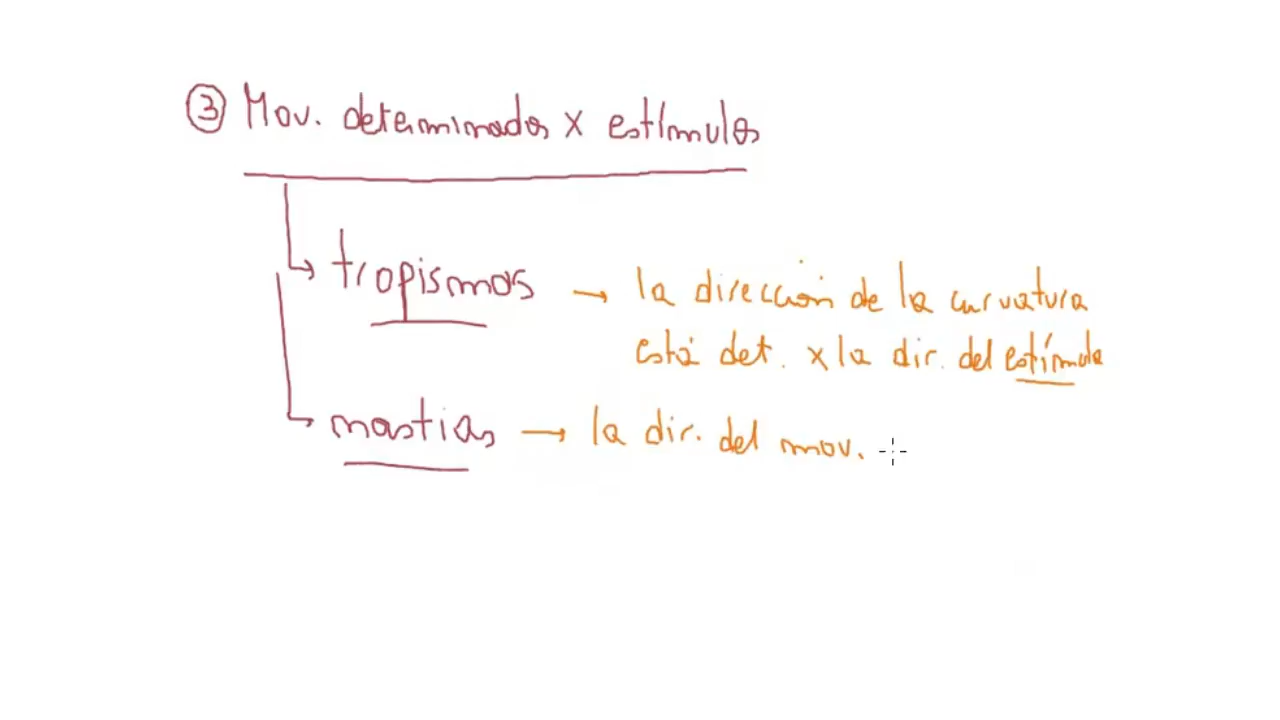 ③ Mov. determinados x estímulos
tropismos → la dirección de la curvatura
está det. x la dir. del estímulo
nastias → la dir. del mov.